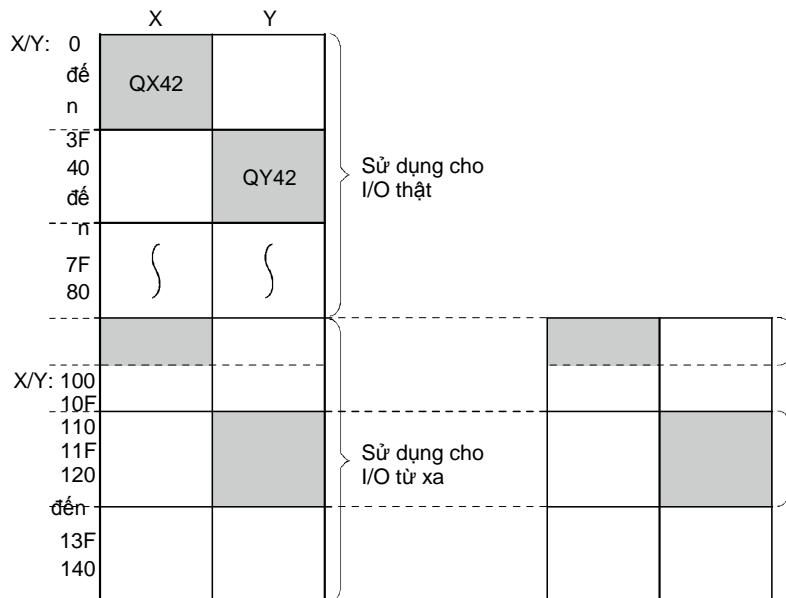 X Y
X/Y: 0
đế
n
QX42
3F
40
đế
n
QY42
Sử dụng cho
I/O thật
7F
80
X/Y: 100
10F
110
11F
120
đến
Sử dụng cho
I/O từ xa
13F
140